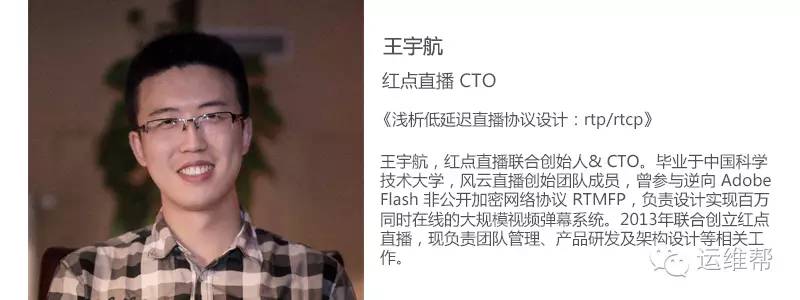 王宇航
红点直播 CTO
《浅析低延迟直播协议设计：rtp/rtcp》
王宇航，红点直播联合创始人& CTO。毕业于中国科学
技术大学，风云直播创始团队成员，曾参与逆向 Adobe
Flash 非公开加密网络协议 RTMFP，负责设计实现百万
同时在线的大规模视频弹幕系统。2013年联合创立红点
直播，现负责团队管理、产品研发及架构设计等相关工
作。
运维帮